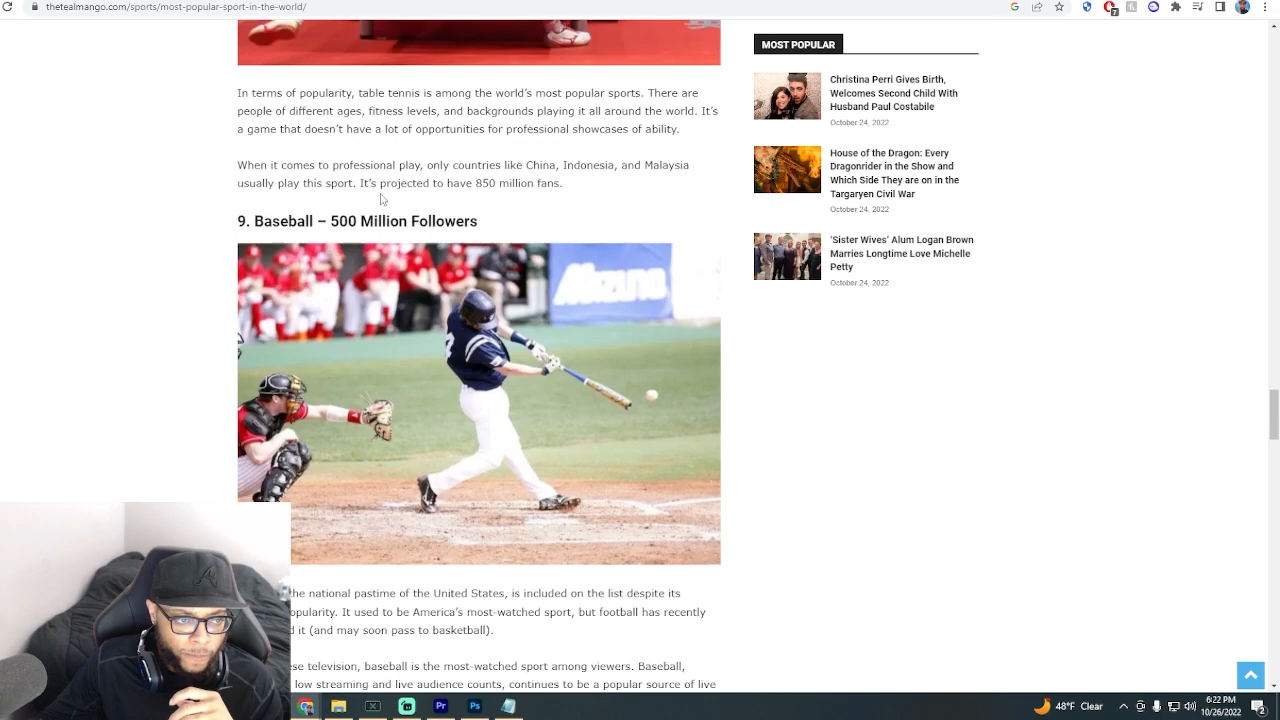 thetealmango.com/sports/most-popular-sport-in-the-world/
In terms of popularity, table tennis is among the world's most popular sports. There are
people of different ages, fitness levels, and backgrounds playing it all around the world. It's
a game that doesn't have a lot of opportunities for professional showcases of ability.
When it comes to professional play, only countries like China, Indonesia, and Malaysia
usually play this sport. It's projected to have 850 million fans.
9. Baseball – 500 Million Followers
the national pastime of the United States, is included on the list despite its
opularity. It used to be America's most-watched sport, but football has recently
d it (and may soon pass to basketball).
ese television, baseball is the most-watched sport among viewers. Baseball,
low streaming and live audience counts, continues to be a popular source of live
MOST POPULAR
Christina Perri Gives Birth,
Welcomes Second Child With
Husband Paul Costabile
October 24, 2022
House of the Dragon: Every
Dragonrider in the Show and
Which Side They are on in the
Targaryen Civil War
October 24, 2022
'Sister Wives' Alum Logan Brown
Marries Longtime Love Michelle
Petty
October 24, 2022
Pr
Ps
48°F Clear
6:22 PM
10/26/2022
2